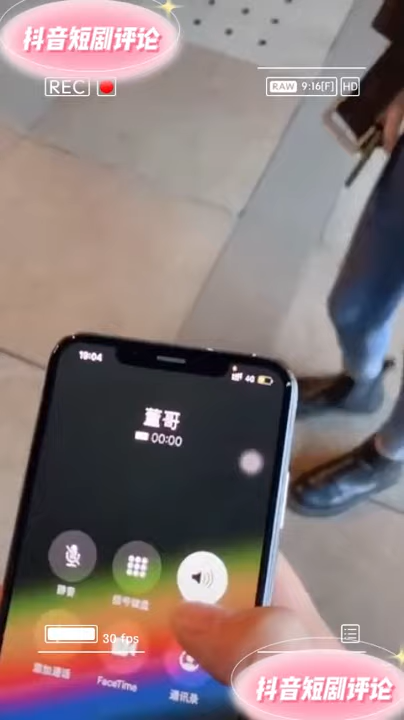 抖音短剧评论
REC
RAW 9:16[F] HD
19:04
4G
董哥
00:00
静音
拨号键盘
添加通话
FaceTime
通讯录
30 fps
抖音短剧评论